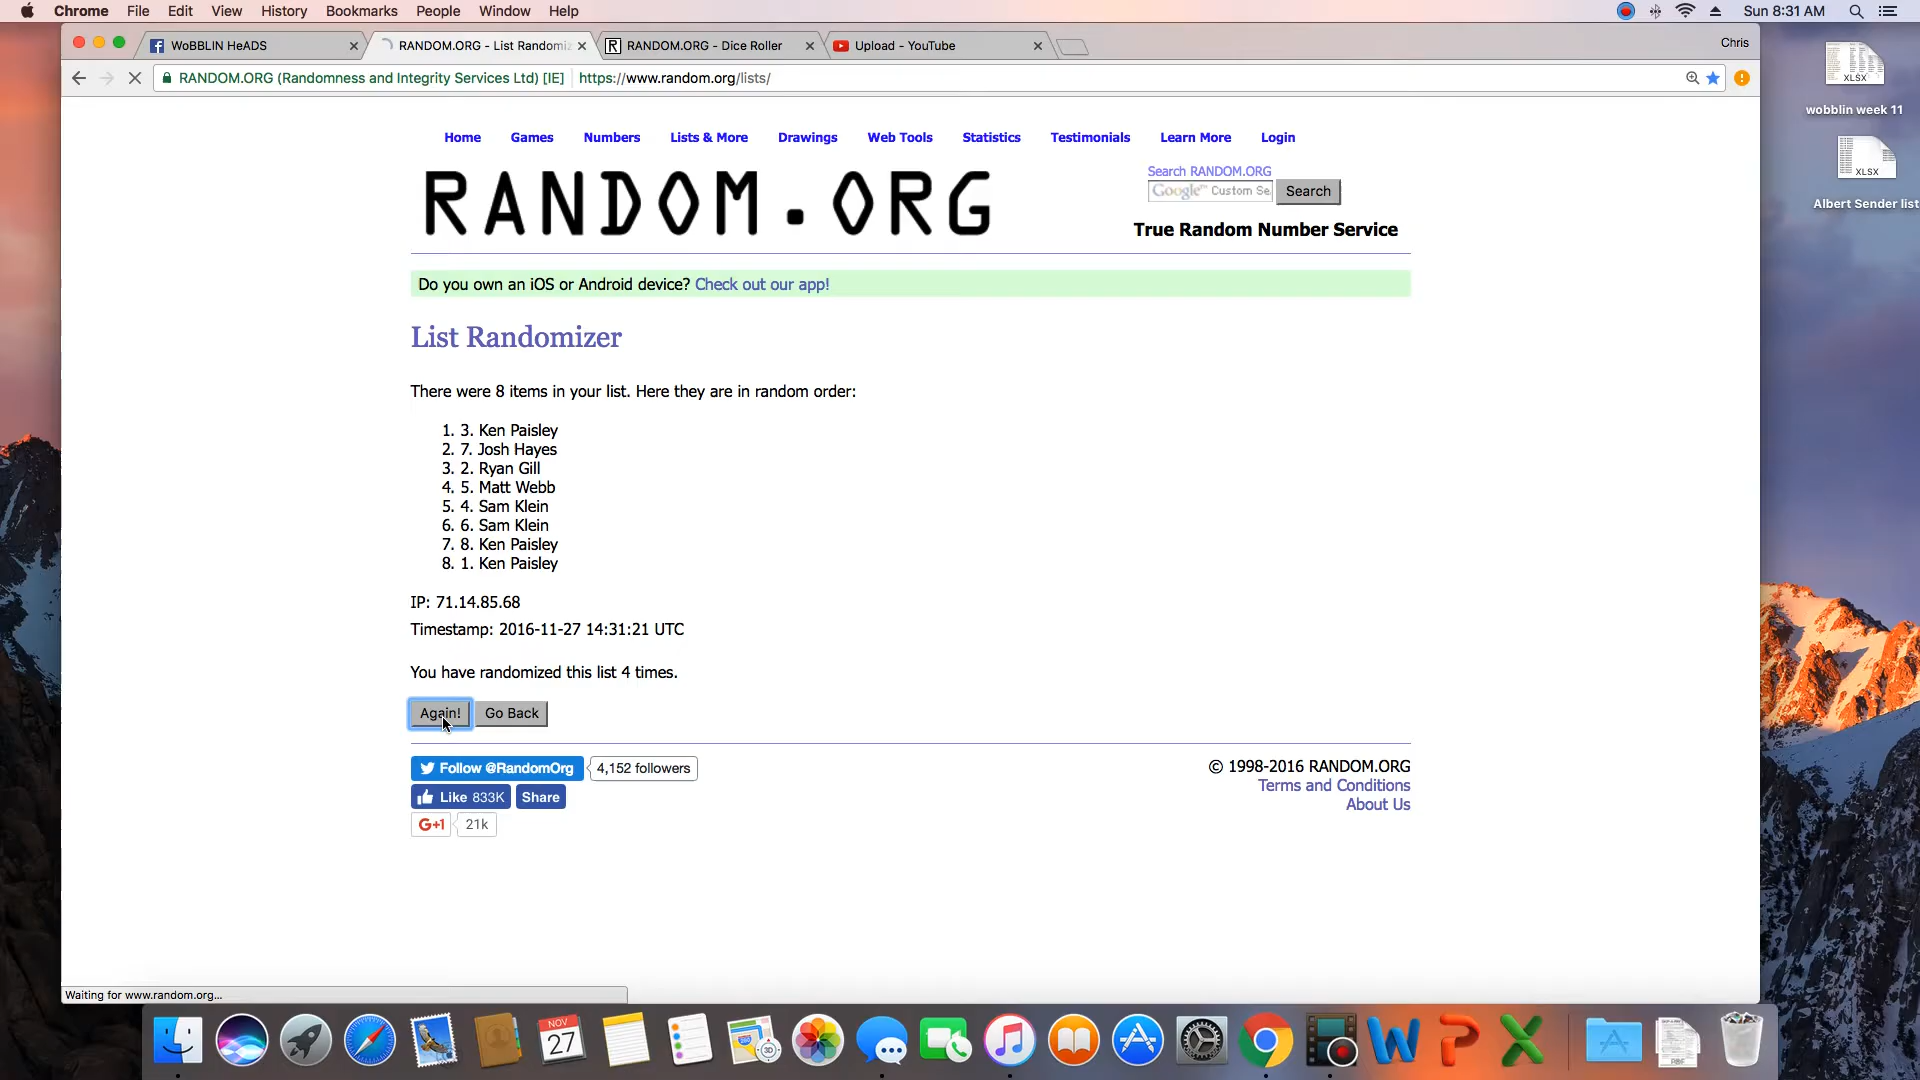 Chrome File Edit View History Bookmarks People Window Help Sun 8:31 AM
WoBBLIN HeADS RANDOM.ORG - List Randomiz RANDOM.ORG - Dice Roller Upload - YouTube Chris
RANDOM.ORG (Randomness and Integrity Services Ltd) [IE] https://www.random.org/lists/
XLSX
wobblin week 11
XLSX
Albert Sender list
Home Games Numbers Lists & More Drawings Web Tools Statistics Testimonials Learn More Login
RANDOM.ORG
Search RANDOM.ORG
Google™ Custom Se Search
True Random Number Service
Do you own an iOS or Android device? Check out our app!
List Randomizer
There were 8 items in your list. Here they are in random order:
1. 3. Ken Paisley
2. 7. Josh Hayes
3. 2. Ryan Gill
4. 5. Matt Webb
5. 4. Sam Klein
6. 6. Sam Klein
7. 8. Ken Paisley
8. 1. Ken Paisley
IP: 71.14.85.68
Timestamp: 2016-11-27 14:31:21 UTC
You have randomized this list 4 times.
Again! Go Back
Follow @RandomOrg 4,152 followers
Like 833K Share
G+1 21k
© 1998-2016 RANDOM.ORG
Terms and Conditions
About Us
Waiting for www.random.org...
NOV
27
3D
W P X